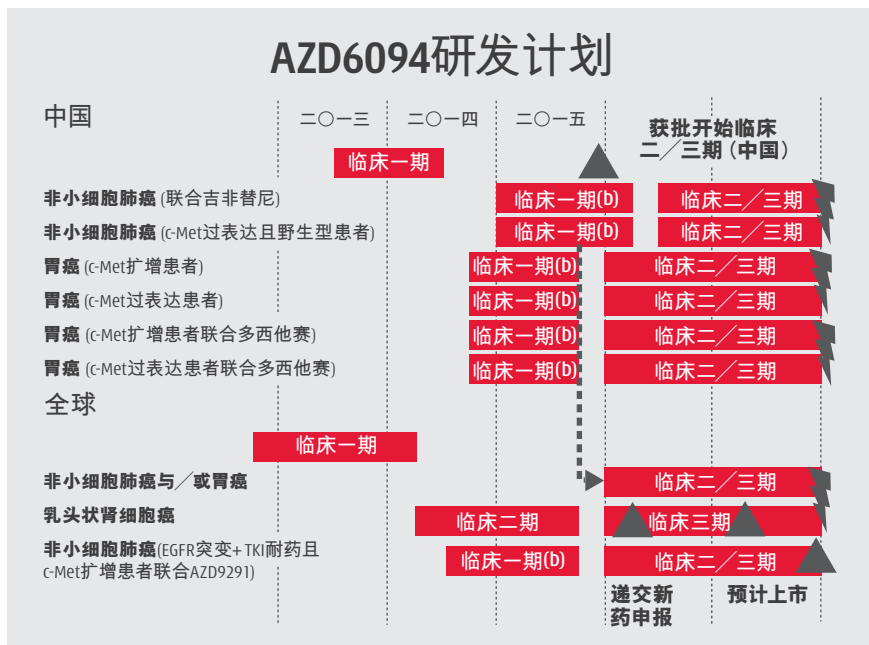 AZD6094研发计划
中国
二〇一三 二〇一四 二〇一五
获批开始临床
二／三期（中国）
临床一期
非小细胞肺癌 (联合吉非替尼) 临床一期(b) 临床二／三期
非小细胞肺癌 (c-Met过表达且野生型患者) 临床一期(b) 临床二／三期
胃癌 (c-Met扩增患者) 临床一期(b) 临床二／三期
胃癌 (c-Met过表达患者) 临床一期(b) 临床二／三期
胃癌 (c-Met扩增患者联合多西他赛) 临床一期(b) 临床二／三期
胃癌 (c-Met过表达患者联合多西他赛) 临床一期(b) 临床二／三期
全球
临床一期
非小细胞肺癌与／或胃癌 临床二／三期
乳头状肾细胞癌 临床二期 临床三期
非小细胞肺癌(EGFR突变+TKI耐药且
c-Met扩增患者联合AZD9291) 临床一期(b) 临床二／三期
递交新
药申报
预计上市